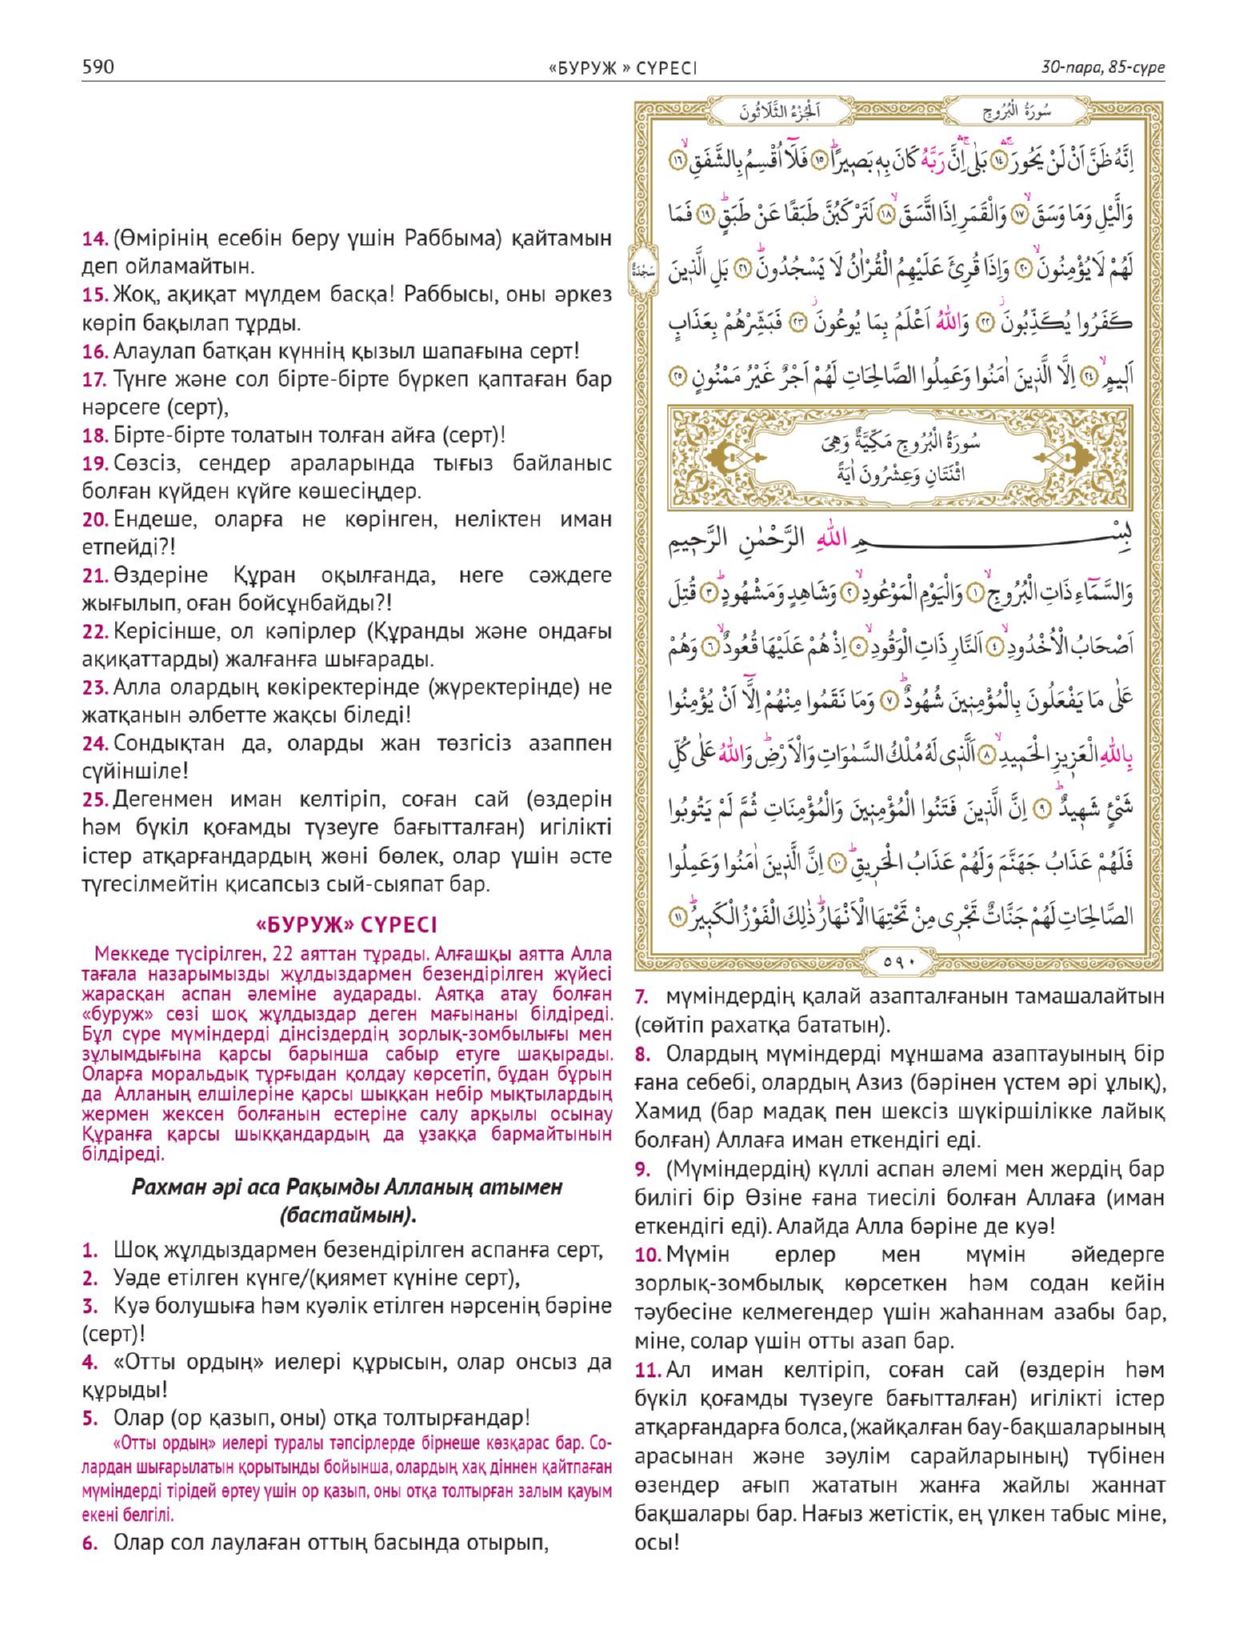 590
«БУРУЖ » СҮРЕСІ
30-пара, 85-сүре
14. (Өмірінің есебін беру үшін Раббыма) қайтамын
деп ойламайтын.
15. Жоқ, ақиқат мүлдем басқа! Раббысы, оны әркез
көріп бақылап тұрды.
16. Алаулап батқан күннің қызыл шапағына серт!
17. Түнге және сол бірте-бірте бүркеп қаптаған бар
нәрсеге (серт),
18. Бірте-бірте толатын толған айға (серт)!
19. Сөзсіз, сендер араларында тығыз байланыс
болған күйден күйге көшесіңдер.
20. Ендеше, оларға не көрінген, неліктен иман
етпейді?!
21. Өздеріне Құран оқылғанда, неге сәждеге
жығылып, оған бойсұнбайды?!
22. Керісінше, ол кәпірлер (Құранды және ондағы
ақиқаттарды) жалғанға шығарады.
23. Алла олардың көкіректерінде (жүректерінде) не
жатқанын әлбетте жақсы біледі!
24. Сондықтан да, оларды жан төзгісіз азаппен
сүйіншіле!
25. Дегенмен иман келтіріп, соған сай (өздерін
һәм бүкіл қоғамды түзеуге бағытталған) игілікті
істер атқарғандардың жөні бөлек, олар үшін әсте
түгесілмейтін қисапсыз сый-сыяпат бар.
«БУРУЖ» СҮРЕСІ
Меккеде түсірілген, 22 аяттан тұрады. Алғашқы аятта Алла
тағала назарымызды жұлдыздармен безендірілген жүйесі
жарасқан аспан әлеміне аударады. Аятқа атау болған
«буруж» сөзі шоқ жұлдыздар деген мағынаны білдіреді.
Бұл сүре мүміндерді дінсіздердің зорлық-зомбылығы мен
зұлымдығына қарсы барынша сабыр етуге шақырады.
Оларға моральдық тұрғыдан қолдау көрсетіп, бұдан бұрын
да Алланың елшілеріне қарсы шыққан небір мықтылардың
жермен жексен болғанын естеріне салу арқылы осынау
Құранға қарсы шыққандардың да ұзаққа бармайтынын
білдіреді.
Рахман әрі аса Рақымды Алланың атымен
(бастаймын).
1. Шоқ жұлдыздармен безендірілген аспанға серт,
2. Уәде етілген күнге/(қиямет күніне серт),
3. Куә болушыға һәм куәлік етілген нәрсенің бәріне
(серт)!
4. «Отты ордың» иелері құрысын, олар онсыз да
құрыды!
5. Олар (ор қазып, оны) отқа толтырғандар!
«Отты ордың» иелері туралы тәпсірлерде бірнеше көзқарас бар. Со-
лардан шығарылатын қорытынды бойынша, олардың хақ діннен қайтпаған
мүміндерді тірідей өртеу үшін ор қазып, оны отқа толтырған залым қауым
екені белгілі.
6. Олар сол лаулаған оттың басында отырып,
سُورَةُ الْبُرُوجِ
اَلْجُزْءُ الثَّلَاثُونَ
اِنَّهُ ظَنَّ اَنْ لَنْ يَحُورَۚ ﴿١٤﴾ بَلٰىۚ اِنَّ رَبَّهُ كَانَ بِهٖ بَصِيرًاۜ ﴿١٥﴾ فَلَٓا اُقْسِمُ بِالشَّفَقِۙ ﴿١٦﴾
وَالَّيْلِ وَمَا وَسَقَۙ ﴿١٧﴾ وَالْقَمَرِ اِذَا اتَّسَقَۙ ﴿١٨﴾ لَتَرْكَبُنَّ طَبَقًا عَنْ طَبَقٍۜ ﴿١٩﴾ فَمَا
لَهُمْ لَا يُؤْمِنُونَۙ ﴿٢٠﴾ وَاِذَا قُرِئَ عَلَيْهِمُ الْقُرْاٰنُ لَا يَسْجُدُونَۜ ﴿٢١﴾ بَلِ الَّذِينَ
سَجْدَةٌ
كَفَرُوا يُكَذِّبُونَۘ ﴿٢٢﴾ وَاللّٰهُ اَعْلَمُ بِمَا يُوعُونَۘ ﴿٢٣﴾ فَبَشِّرْهُمْ بِعَذَابٍ
اَلِيمٍۙ ﴿٢٤﴾ اِلَّا الَّذِينَ اٰمَنُوا وَعَمِلُوا الصَّالِحَاتِ لَهُمْ اَجْرٌ غَيْرُ مَمْنُونٍ ﴿٢٥﴾
سُورَةُ الْبُرُوجِ مَكِّيَّةٌ وَهِيَ
اثْنَتَانِ وَعِشْرُونَ اٰيَةً
بِسْمِ اللّٰهِ الرَّحْمٰنِ الرَّحِيمِ
وَالسَّمَٓاءِ ذَاتِ الْبُرُوجِۙ ﴿١﴾ وَالْيَوْمِ الْمَوْعُودِۙ ﴿٢﴾ وَشَاهِدٍ وَمَشْهُودٍۜ ﴿٣﴾ قُتِلَ
اَصْحَابُ الْاُخْدُودِۙ ﴿٤﴾ اَلنَّارِ ذَاتِ الْوَقُودِۙ ﴿٥﴾ اِذْ هُمْ عَلَيْهَا قُعُودٌۙ ﴿٦﴾ وَهُمْ
عَلٰى مَا يَفْعَلُونَ بِالْمُؤْمِنِينَ شُهُودٌۜ ﴿٧﴾ وَمَا نَقَمُوا مِنْهُمْ اِلَّٓا اَنْ يُؤْمِنُوا
بِاللّٰهِ الْعَزِيزِ الْحَمِيدِۙ ﴿٨﴾ اَلَّذِى لَهُ مُلْكُ السَّمٰوَاتِ وَالْاَرْضِۜ وَاللّٰهُ عَلٰى كُلِّ
شَيْءٍ شَهِيدٌۜ ﴿٩﴾ اِنَّ الَّذِينَ فَتَنُوا الْمُؤْمِنِينَ وَالْمُؤْمِنَاتِ ثُمَّ لَمْ يَتُوبُوا
فَلَهُمْ عَذَابُ جَهَنَّمَ وَلَهُمْ عَذَابُ الْحَرِيقِۜ ﴿١٠﴾ اِنَّ الَّذِينَ اٰمَنُوا وَعَمِلُوا
الصَّالِحَاتِ لَهُمْ جَنَّاتٌ تَجْرِى مِنْ تَحْتِهَا الْاَنْهَارُۜ ذٰلِكَ الْفَوْزُ الْكَبِيرُۜ ﴿١١﴾
٥٩٠
7. мүміндердің қалай азапталғанын тамашалайтын
(сөйтіп рахатқа бататын).
8. Олардың мүміндерді мұншама азаптауының бір
ғана себебі, олардың Азиз (бәрінен үстем әрі ұлық),
Хамид (бар мадақ пен шексіз шүкіршілікке лайық
болған) Аллаға иман еткендігі еді.
9. (Мүміндердің) күллі аспан әлемі мен жердің бар
билігі бір Өзіне ғана тиесілі болған Аллаға (иман
еткендігі еді). Алайда Алла бәріне де куә!
10. Мүмін ерлер мен мүмін әйедерге
зорлық-зомбылық көрсеткен һәм содан кейін
тәубесіне келмегендер үшін жаһаннам азабы бар,
міне, солар үшін отты азап бар.
11. Ал иман келтіріп, соған сай (өздерін һәм
бүкіл қоғамды түзеуге бағытталған) игілікті істер
атқарғандарға болса, (жайқалған бау-бақшаларының
арасынан және зәулім сарайларының) түбінен
өзендер ағып жататын жанға жайлы жаннат
бақшалары бар. Нағыз жетістік, ең үлкен табыс міне,
осы!